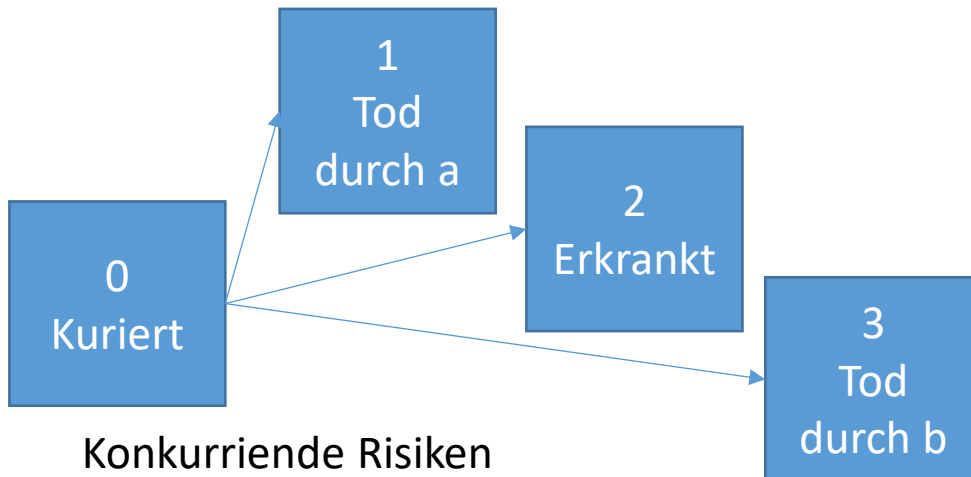 1
Tod
durch a
2
Erkrankt
0
Kuriert
3
Tod
durch b
Konkurriende Risiken